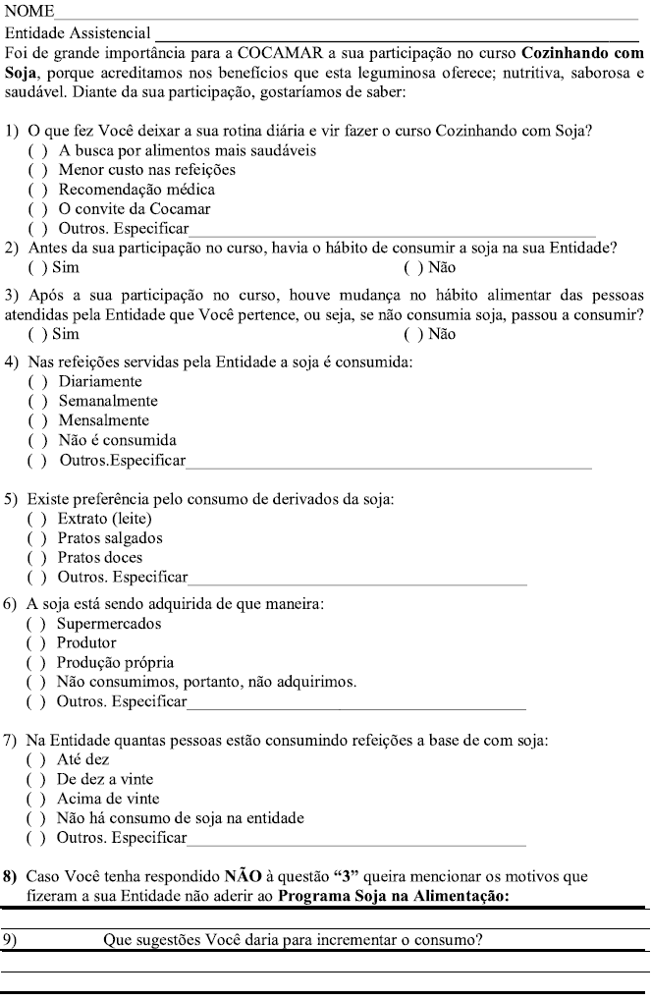 NOME
Entidade Assistencial
Foi de grande importância para a COCAMAR a sua participação no curso Cozinhando com
Soja, porque acreditamos nos benefícios que esta leguminosa oferece; nutritiva, saborosa e
saudável. Diante da sua participação, gostaríamos de saber:
1) O que fez Você deixar a sua rotina diária e vir fazer o curso Cozinhando com Soja?
( ) A busca por alimentos mais saudáveis
( ) Menor custo nas refeições
( ) Recomendação médica
( ) O convite da Cocamar
( ) Outros. Especificar
2) Antes da sua participação no curso, havia o hábito de consumir a soja na sua Entidade?
( ) Sim ( ) Não
3) Após a sua participação no curso, houve mudança no hábito alimentar das pessoas
atendidas pela Entidade que Você pertence, ou seja, se não consumia soja, passou a consumir?
( ) Sim ( ) Não
4) Nas refeições servidas pela Entidade a soja é consumida:
( ) Diariamente
( ) Semanalmente
( ) Mensalmente
( ) Não é consumida
( ) Outros.Especificar
5) Existe preferência pelo consumo de derivados da soja:
( ) Extrato (leite)
( ) Pratos salgados
( ) Pratos doces
( ) Outros. Especificar
6) A soja está sendo adquirida de que maneira:
( ) Supermercados
( ) Produtor
( ) Produção própria
( ) Não consumimos, portanto, não adquirimos.
( ) Outros. Especificar
7) Na Entidade quantas pessoas estão consumindo refeições a base de com soja:
( ) Até dez
( ) De dez a vinte
( ) Acima de vinte
( ) Não há consumo de soja na entidade
( ) Outros. Especificar
8) Caso Você tenha respondido NÃO à questão “3” queira mencionar os motivos que
fizeram a sua Entidade não aderir ao Programa Soja na Alimentação:
9) Que sugestões Você daria para incrementar o consumo?